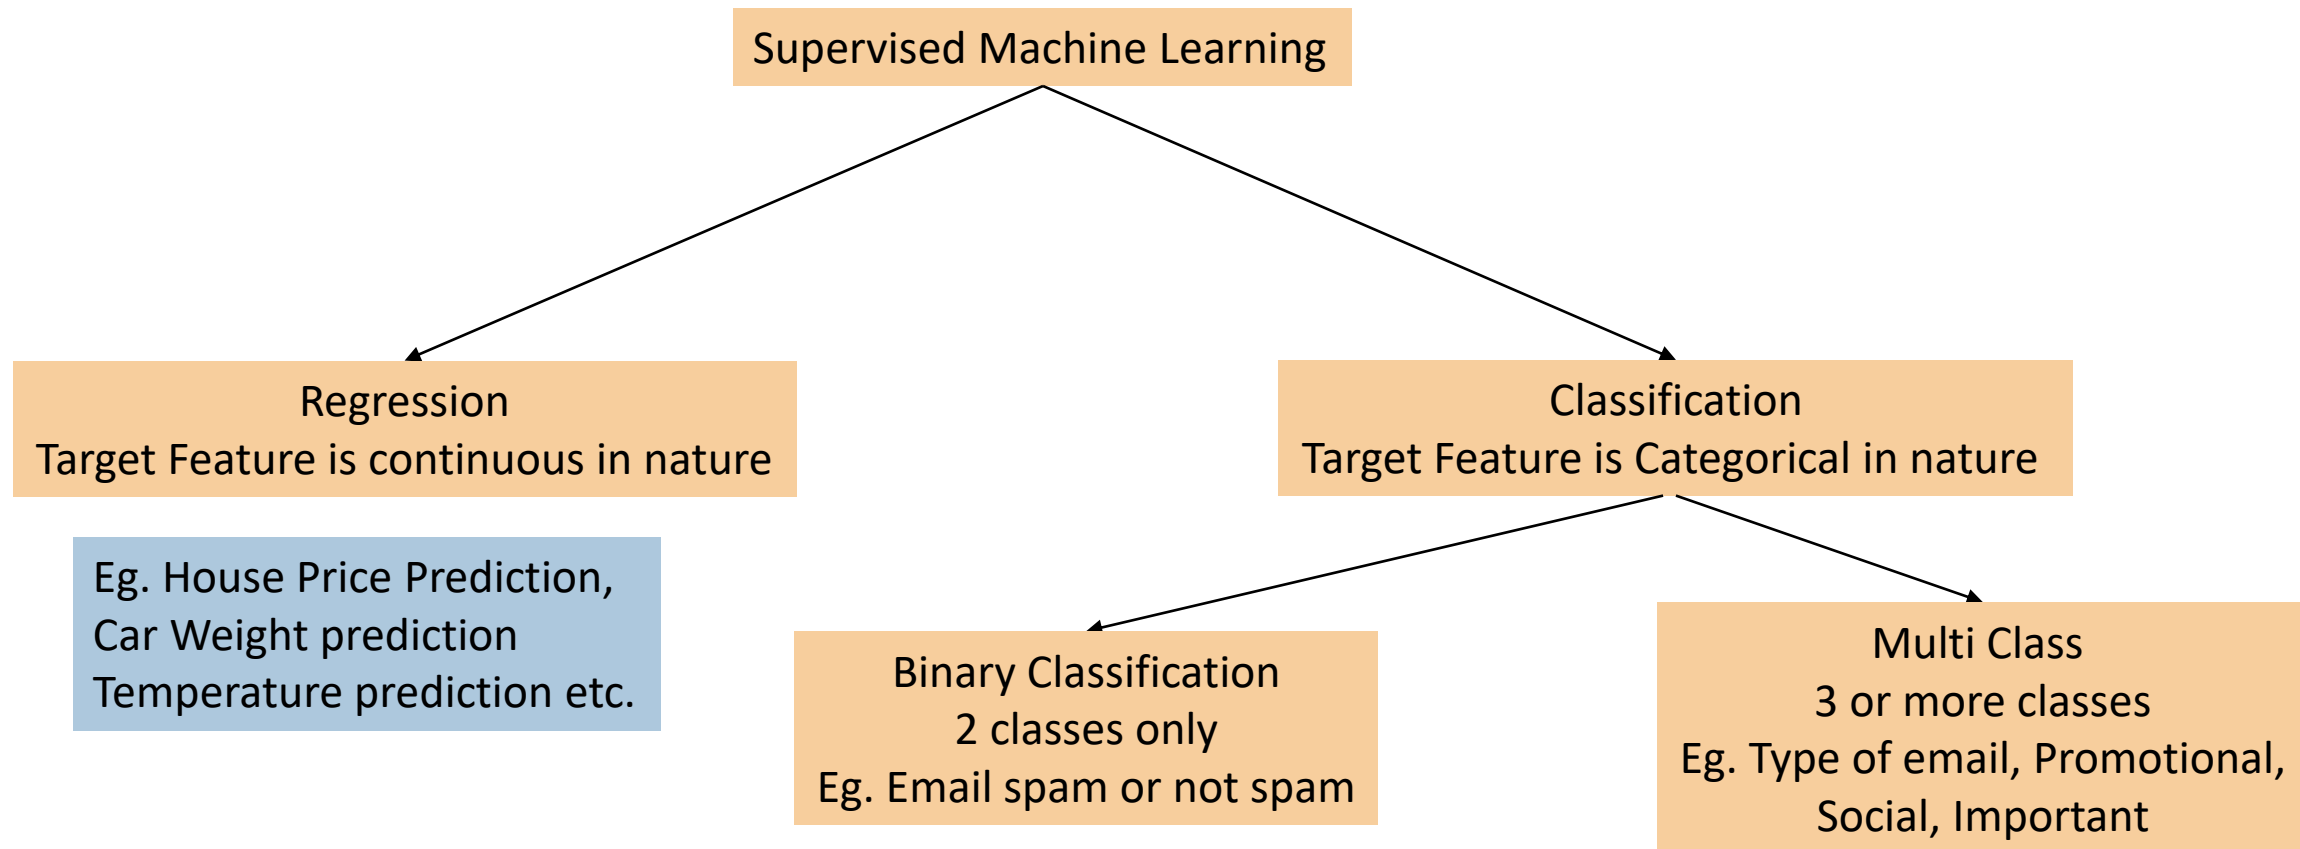 Supervised Machine Learning
Regression
Target Feature is continuous in nature
Classification
Target Feature is Categorical in nature
Eg. House Price Prediction,
Car Weight prediction
Temperature prediction etc.
Binary Classification
2 classes only
Eg. Email spam or not spam
Multi Class
3 or more classes
Eg. Type of email, Promotional,
Social, Important